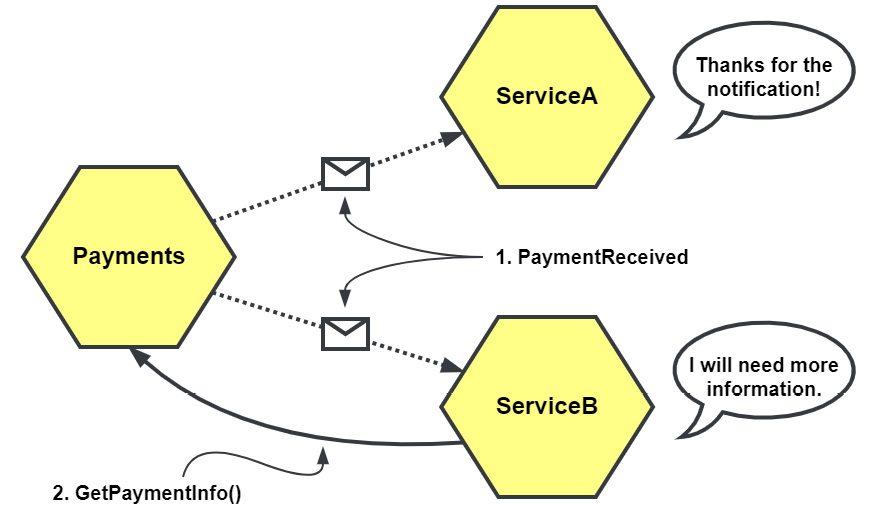 ServiceA
Thanks for the
notification!
Payments
1. PaymentReceived
ServiceB
I will need more
information.
2. GetPaymentInfo()